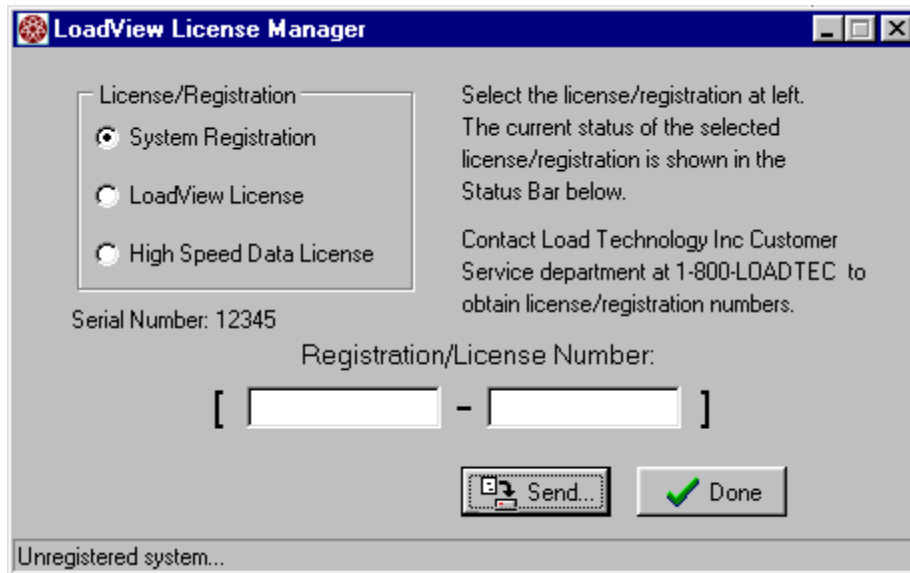 LoadView License Manager
License/Registration
System Registration
LoadView License
High Speed Data License
Serial Number: 12345
Select the license/registration at left.
The current status of the selected
license/registration is shown in the
Status Bar below.
Contact Load Technology Inc Customer
Service department at 1-800-LOADTEC to
obtain license/registration numbers.
Registration/License Number:
[ - ]
Send...
Done
Unregistered system...